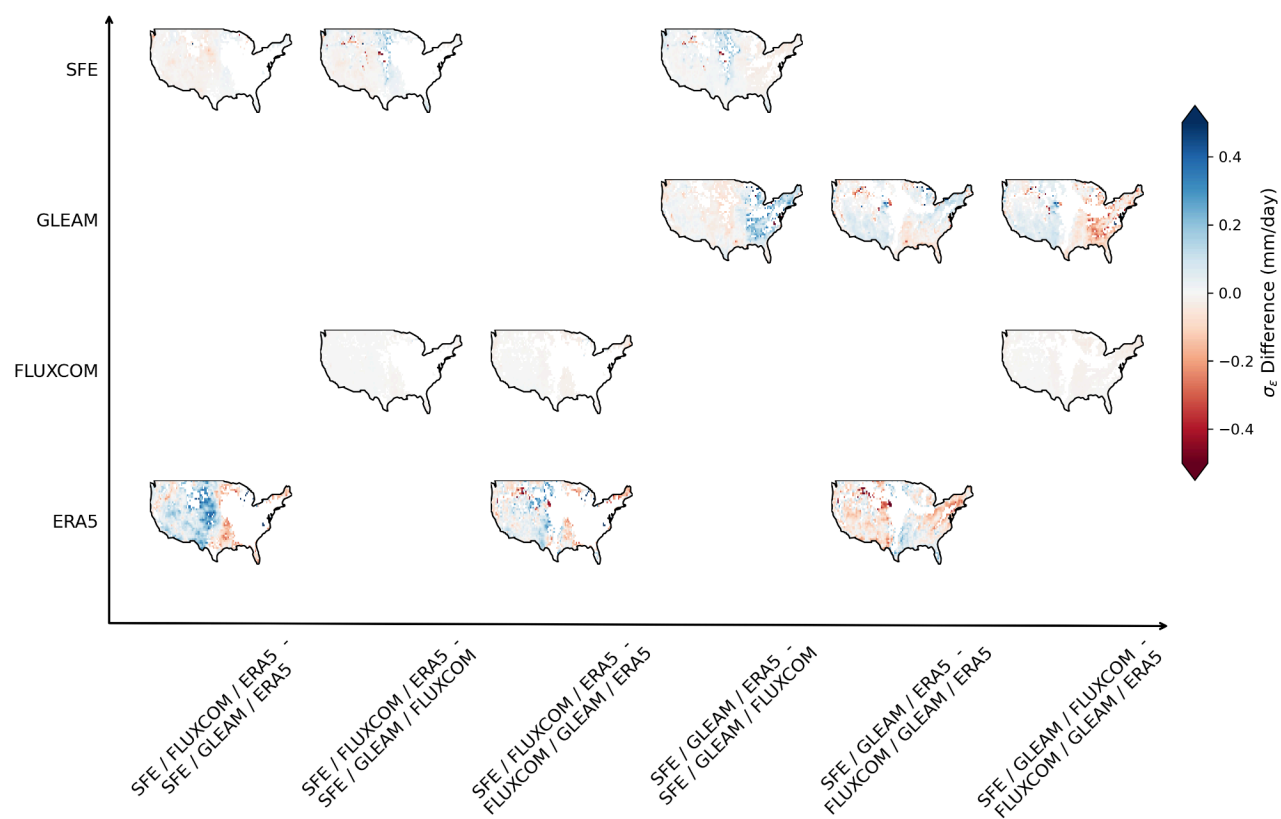 SFE
GLEAM
FLUXCOM
ERA5
0.4
0.2
0.0
−0.2
−0.4
σε Difference (mm/day)
SFE / FLUXCOM / ERA5 -
SFE / GLEAM / ERA5
SFE / FLUXCOM / ERA5 -
SFE / GLEAM / FLUXCOM
SFE / FLUXCOM / ERA5 -
FLUXCOM / GLEAM / ERA5
SFE / GLEAM / ERA5 -
SFE / GLEAM / FLUXCOM
SFE / GLEAM / ERA5 -
FLUXCOM / GLEAM / ERA5
SFE / GLEAM / FLUXCOM -
FLUXCOM / GLEAM / ERA5